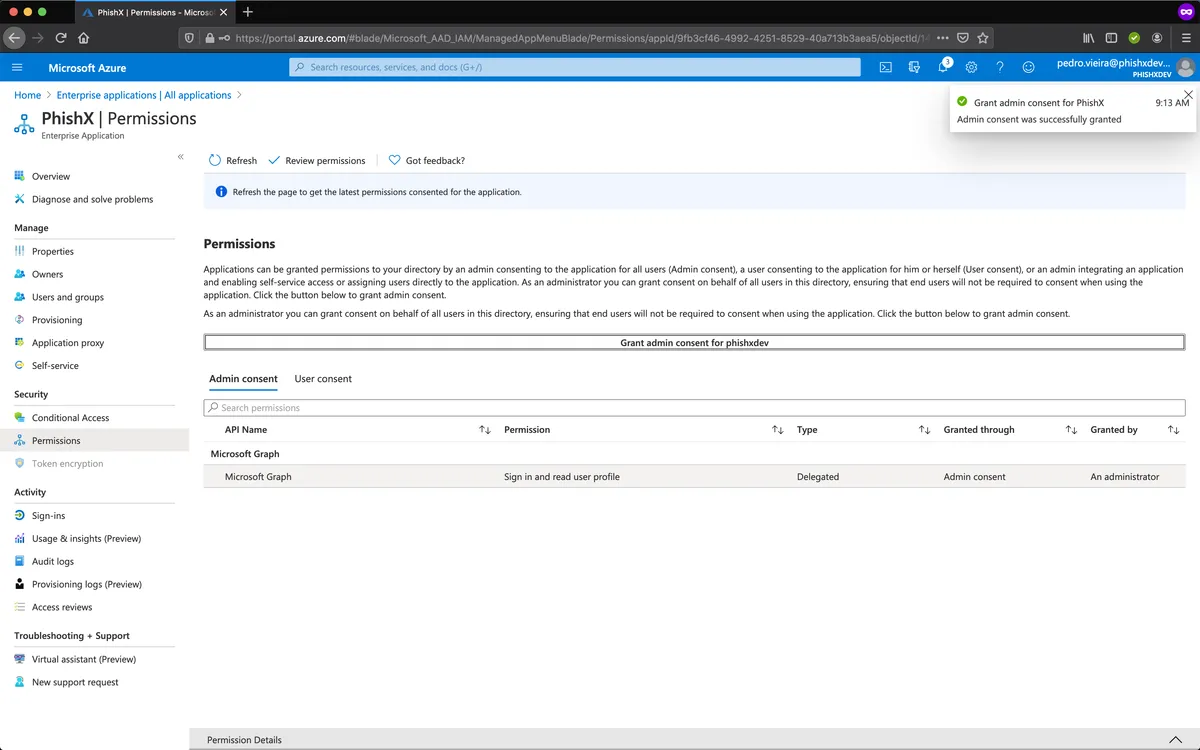 PhishX | Permissions - Microsof
https://portal.azure.com/#blade/Microsoft_AAD_IAM/ManagedAppMenuBlade/Permissions/appId/9fb3cf46-4992-4251-8529-40a713b3aea5/objectId/
Microsoft Azure
Search resources, services, and docs (G+/)
3
pedro.vieira@phishxdev...
PHISHXDEV
Home > Enterprise applications | All applications >
PhishX | Permissions
Enterprise Application
Grant admin consent for PhishX 9:13 AM
Admin consent was successfully granted
«
Refresh Review permissions Got feedback?
Refresh the page to get the latest permissions consented for the application.
Overview
Diagnose and solve problems
Manage
Properties
Owners
Users and groups
Provisioning
Application proxy
Self-service
Security
Conditional Access
Permissions
Token encryption
Activity
Sign-ins
Usage & insights (Preview)
Audit logs
Provisioning logs (Preview)
Access reviews
Troubleshooting + Support
Virtual assistant (Preview)
New support request
Permissions
Applications can be granted permissions to your directory by an admin consenting to the application for all users (Admin consent), a user consenting to the application for him or herself (User consent), or an admin integrating an application
and enabling self-service access or assigning users directly to the application. As an administrator you can grant consent on behalf of all users in this directory, ensuring that end users will not be required to consent when using the
application. Click the button below to grant admin consent.
As an administrator you can grant consent on behalf of all users in this directory, ensuring that end users will not be required to consent when using the application. Click the button below to grant admin consent.
Grant admin consent for phishxdev
Admin consent User consent
Search permissions
API Name Permission Type Granted through Granted by
Microsoft Graph
Microsoft Graph Sign in and read user profile Delegated Admin consent An administrator
Permission Details